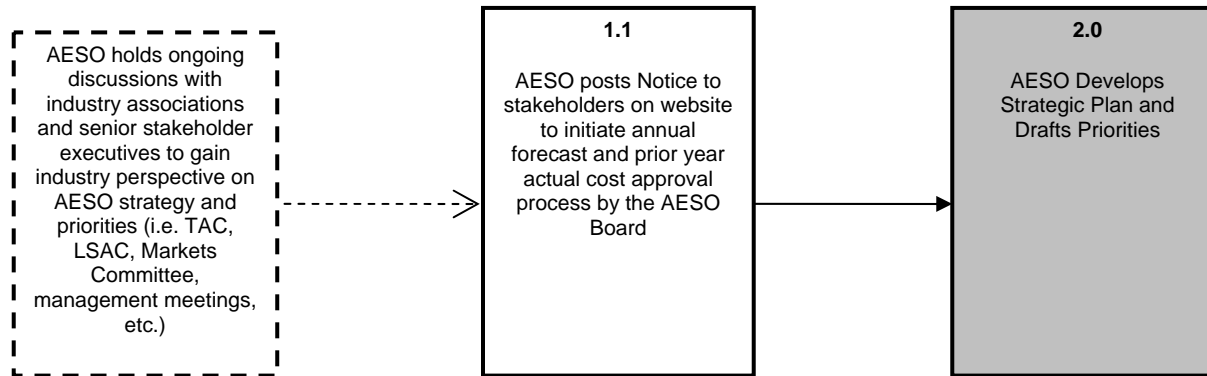 AESO holds ongoing
discussions with
industry associations
and senior stakeholder
executives to gain
industry perspective on
AESO strategy and
priorities (i.e. TAC,
LSAC, Markets
Committee,
management meetings,
etc.)
1.1
AESO posts Notice to
stakeholders on website
to initiate annual
forecast and prior year
actual cost approval
process by the AESO
Board
2.0
AESO Develops
Strategic Plan and
Drafts Priorities